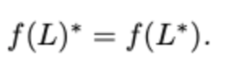 f(L)* = f(L*).